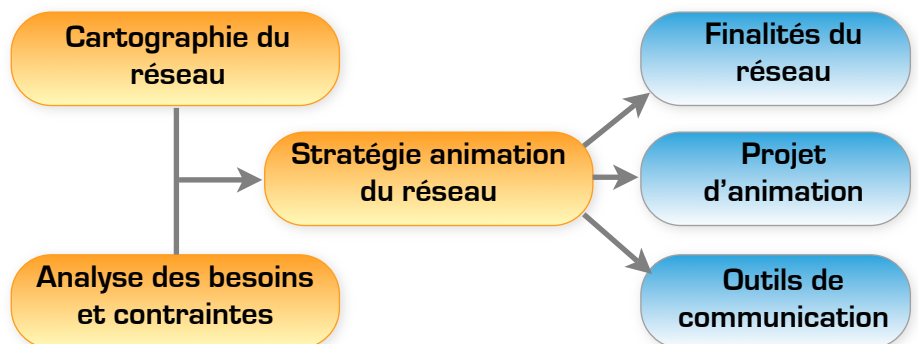 Cartographie du
réseau
Analyse des besoins
et contraintes
Stratégie animation
du réseau
Finalités du
réseau
Projet
d'animation
Outils de
communication